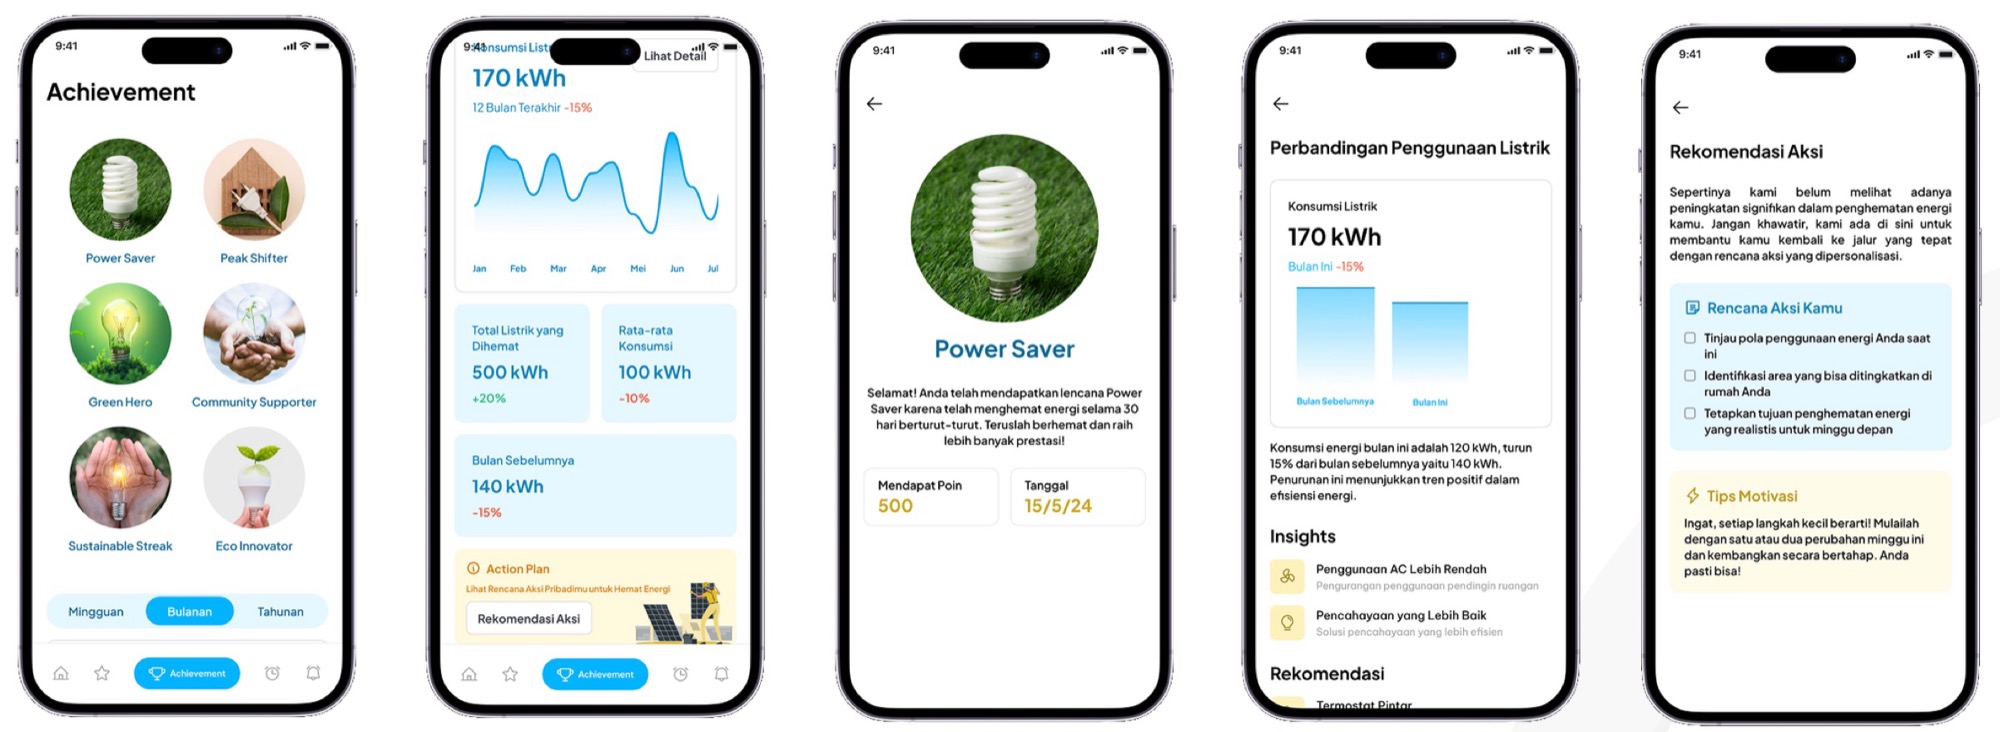 9:41
Achievement
Power Saver
Peak Shifter
Green Hero
Community Supporter
Sustainable Streak
Eco Innovator
Mingguan
Bulanan
Tahunan
Achievement
9:41
Konsumsi Listr
Lihat Detail
170 kWh
12 Bulan Terakhir -15%
Jan Feb Mar Apr Mei Jun Jul
Total Listrik yang
Dihemat
500 kWh
+20%
Rata-rata
Konsumsi
100 kWh
-10%
Bulan Sebelumnya
140 kWh
-15%
Action Plan
Lihat Rencana Aksi Pribadimu untuk Hemat Energi
Rekomendasi Aksi
Achievement
9:41
Power Saver
Selamat! Anda telah mendapatkan lencana Power
Saver karena telah menghemat energi selama 30
hari berturut-turut. Teruslah berhemat dan raih
lebih banyak prestasi!
Mendapat Poin
500
Tanggal
15/5/24
9:41
Perbandingan Penggunaan Listrik
Konsumsi Listrik
170 kWh
Bulan Ini -15%
Bulan Sebelumnya
Bulan Ini
Konsumsi energi bulan ini adalah 120 kWh, turun
15% dari bulan sebelumnya yaitu 140 kWh.
Penurunan ini menunjukkan tren positif dalam
efisiensi energi.
Insights
Penggunaan AC Lebih Rendah
Pengurangan penggunaan pendingin ruangan
Pencahayaan yang Lebih Baik
Solusi pencahayaan yang lebih efisien
Rekomendasi
Termostat Pintar
9:41
Rekomendasi Aksi
Sepertinya kami belum melihat adanya
peningkatan signifikan dalam penghematan energi
kamu. Jangan khawatir, kami ada di sini untuk
membantu kamu kembali ke jalur yang tepat
dengan rencana aksi yang dipersonalisasi.
Rencana Aksi Kamu
Tinjau pola penggunaan energi Anda saat
ini
Identifikasi area yang bisa ditingkatkan di
rumah Anda
Tetapkan tujuan penghematan energi
yang realistis untuk minggu depan
Tips Motivasi
Ingat, setiap langkah kecil berarti! Mulailah
dengan satu atau dua perubahan minggu ini
dan kembangkan secara bertahap. Anda
pasti bisa!